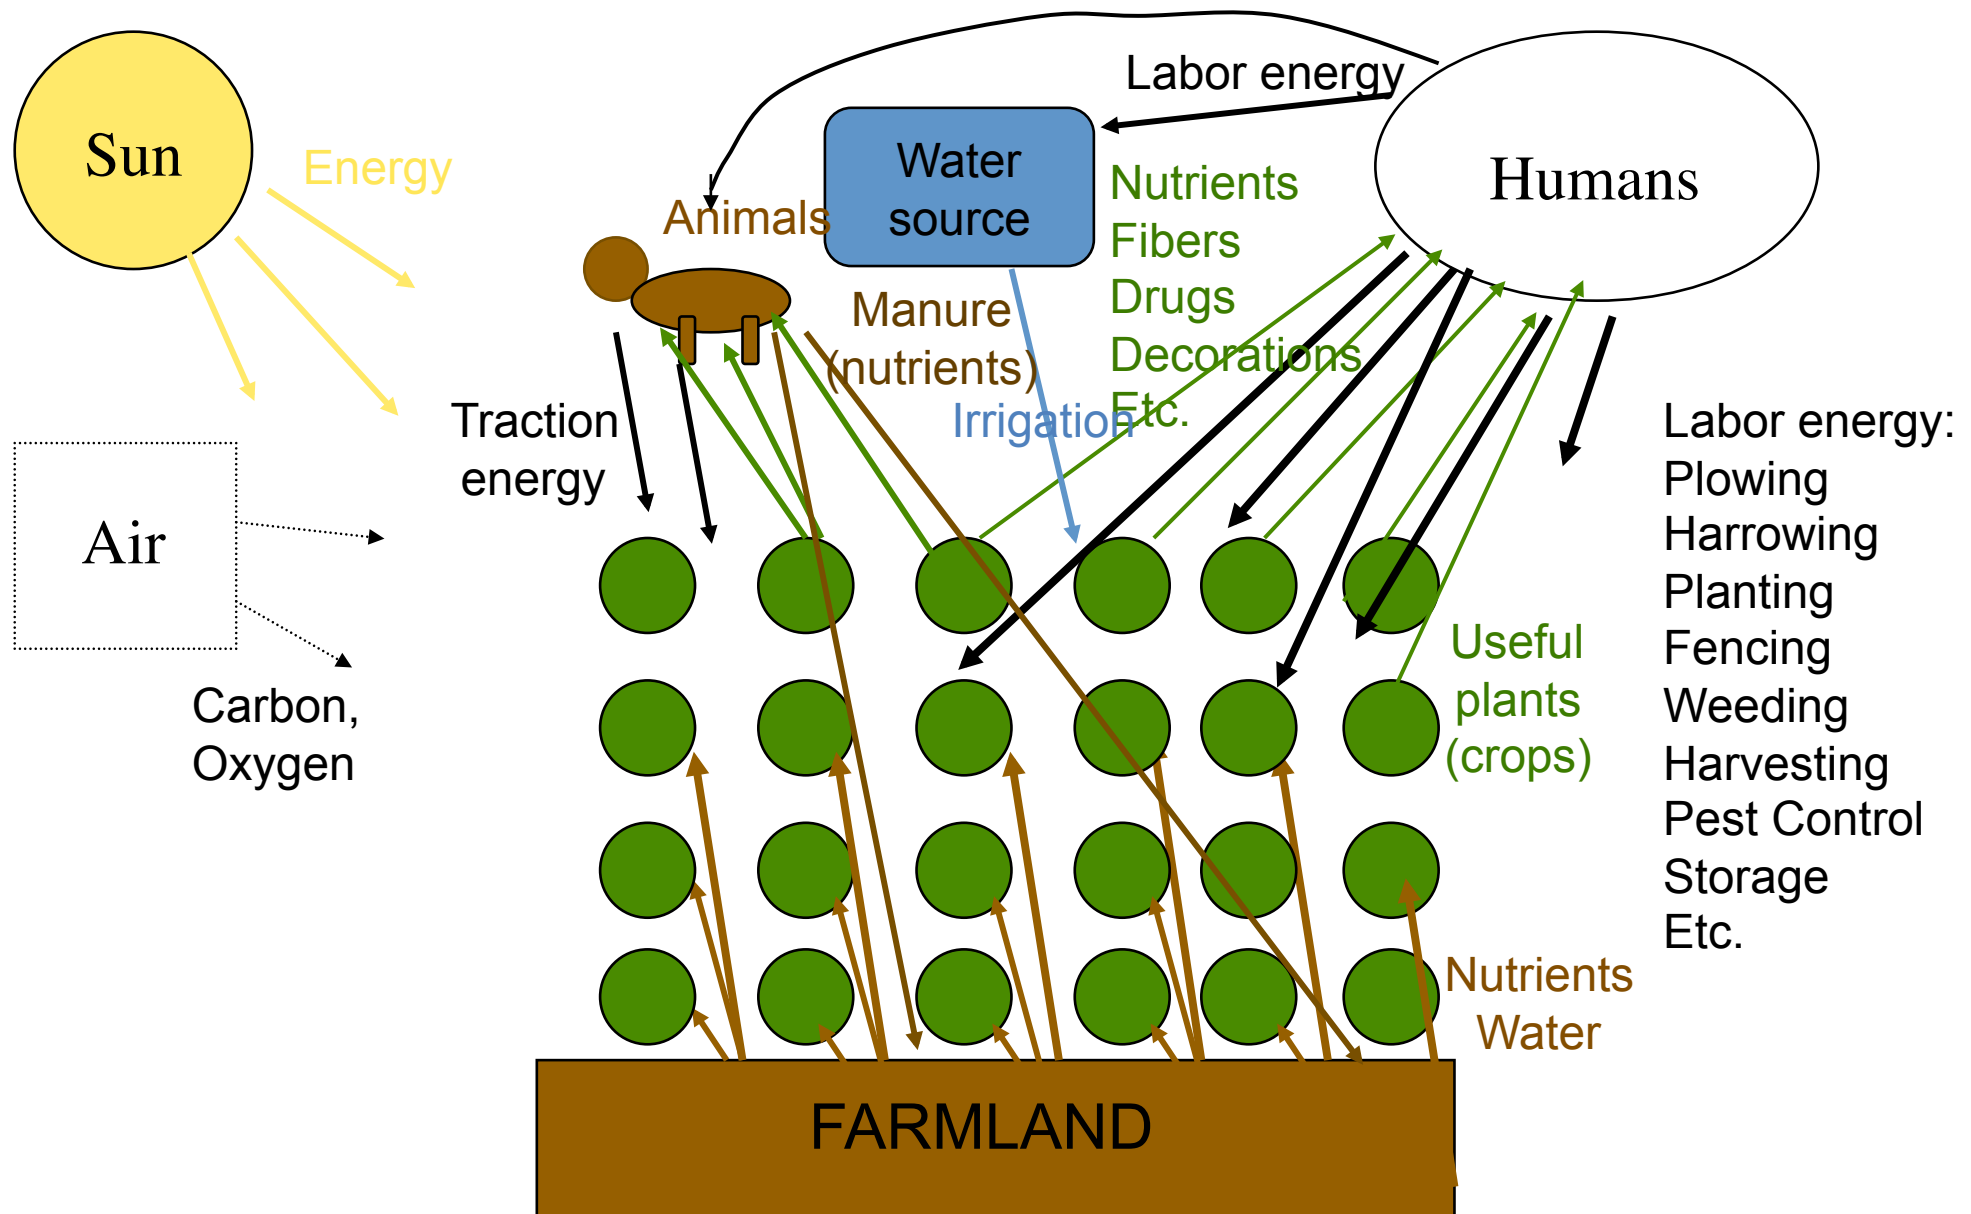 Sun
Energy
Labor energy
Water
source
Humans
Animals
Nutrients
Fibers
Drugs
Decorations
Etc.
Manure
(nutrients)
Irrigation
Traction
energy
Air
Carbon,
Oxygen
Labor energy:
Plowing
Harrowing
Planting
Fencing
Weeding
Harvesting
Pest Control
Storage
Etc.
Useful
plants
(crops)
Nutrients
Water
FARMLAND